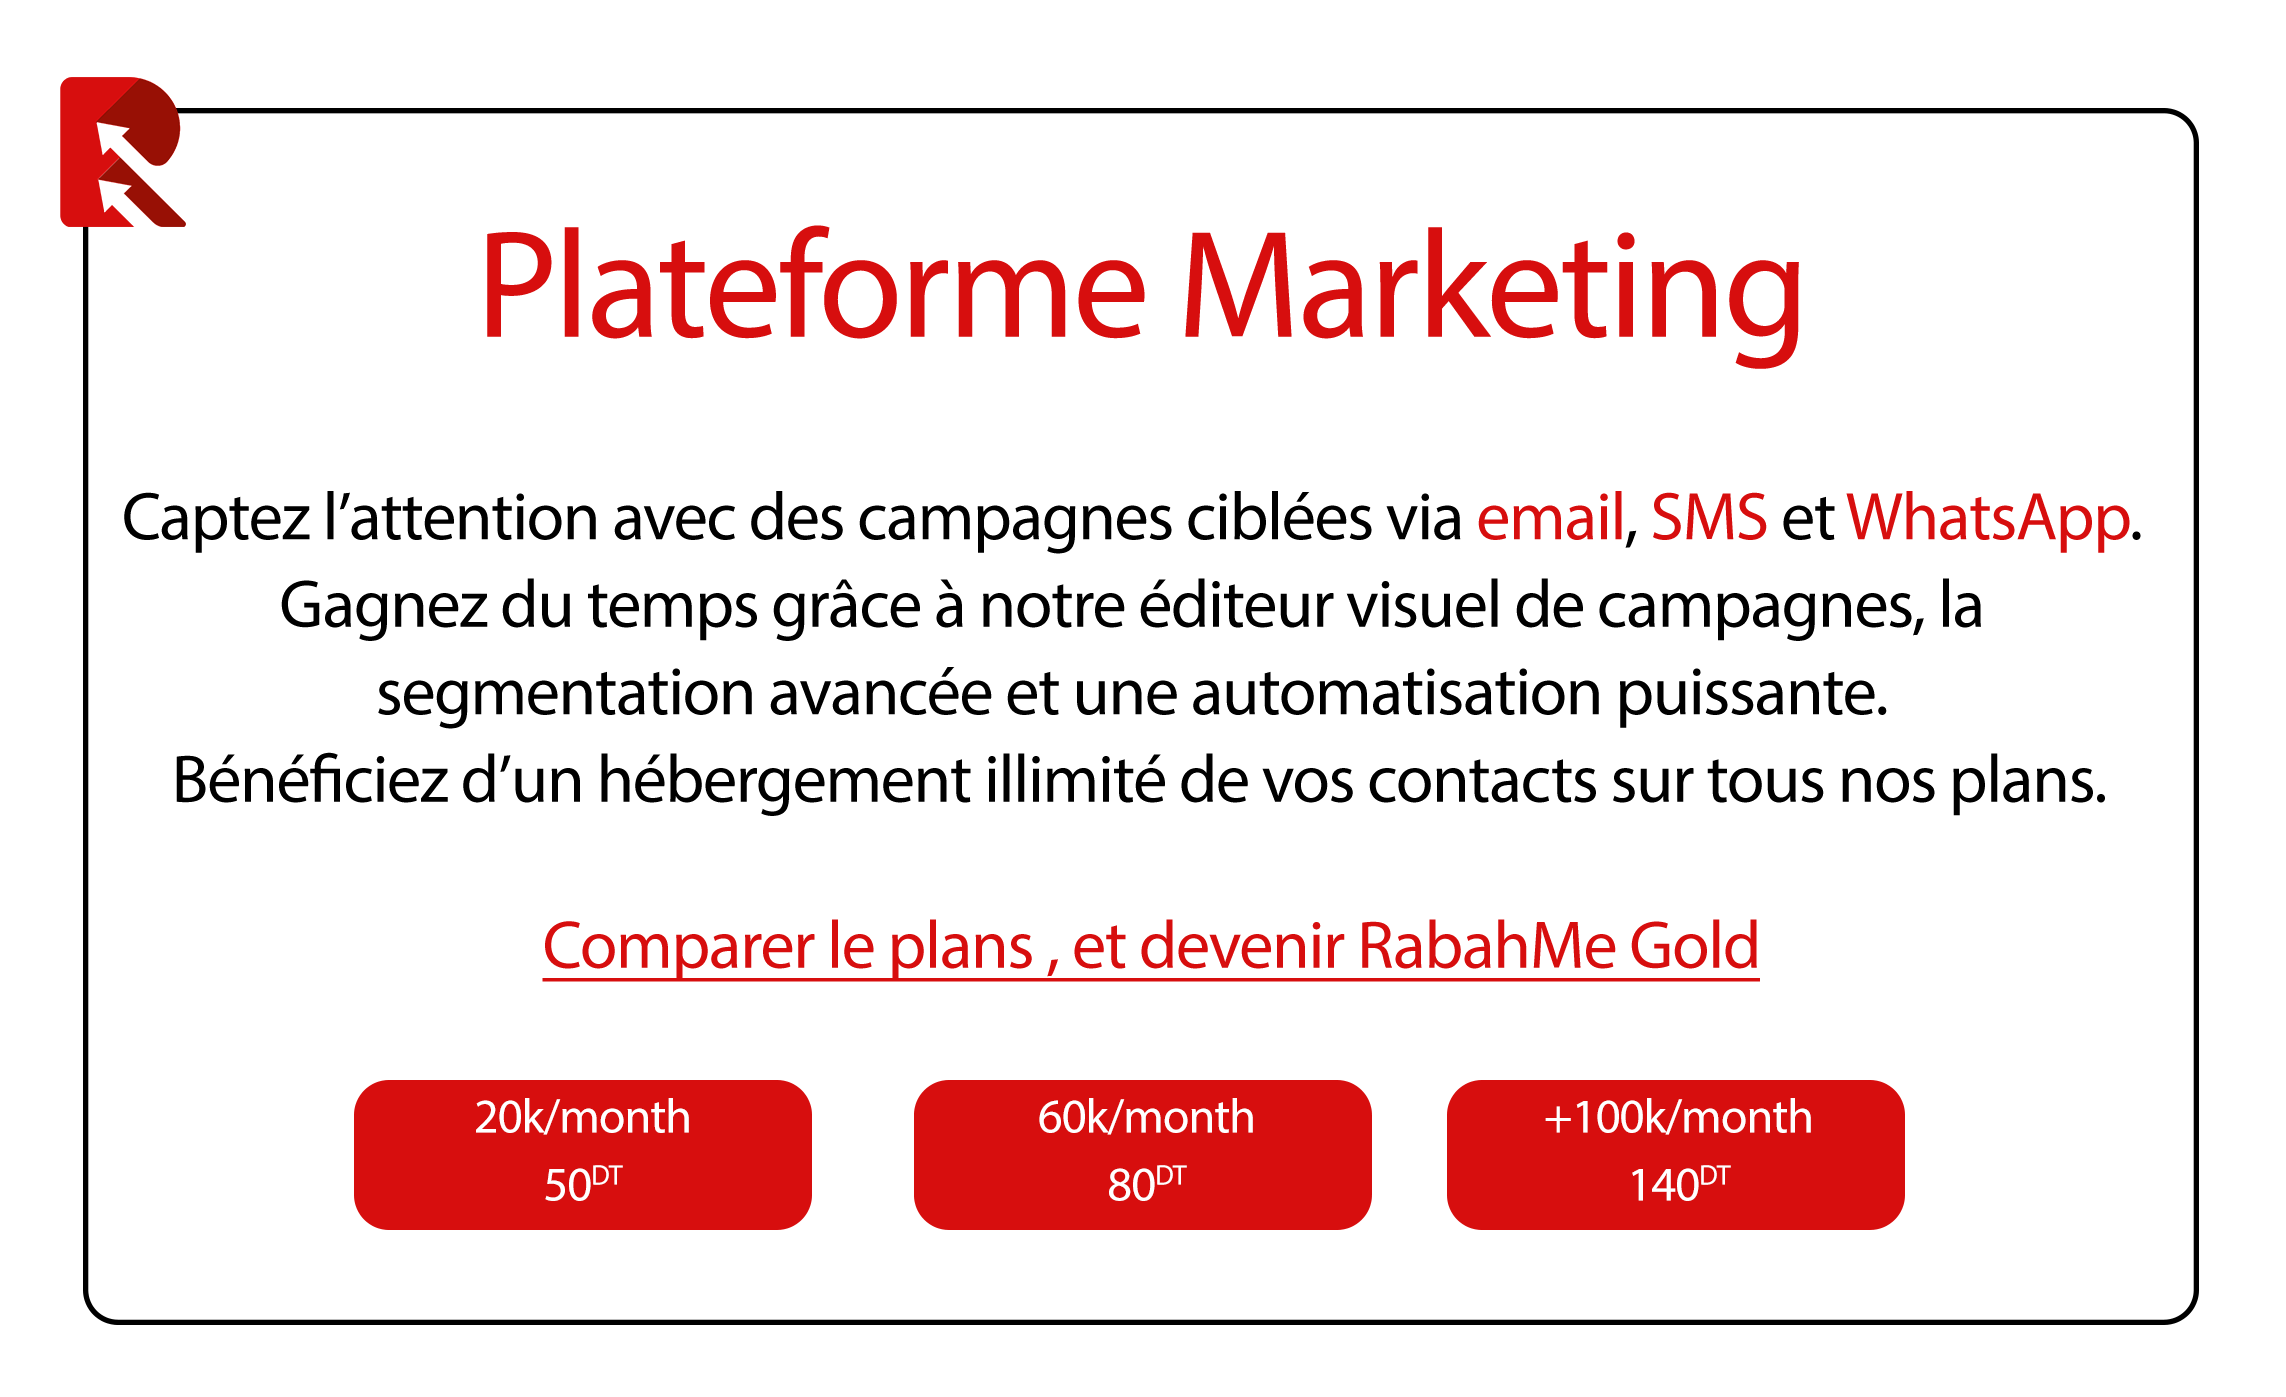 Plateforme Marketing
Captez l’attention avec des campagnes ciblées via email, SMS et WhatsApp.
Gagnez du temps grâce à notre éditeur visuel de campagnes, la
segmentation avancée et une automatisation puissante.
Bénéficiez d’un hébergement illimité de vos contacts sur tous nos plans.
Comparer le plans , et devenir RabahMe Gold
20k/month
50DT
60k/month
80DT
+100k/month
140DT